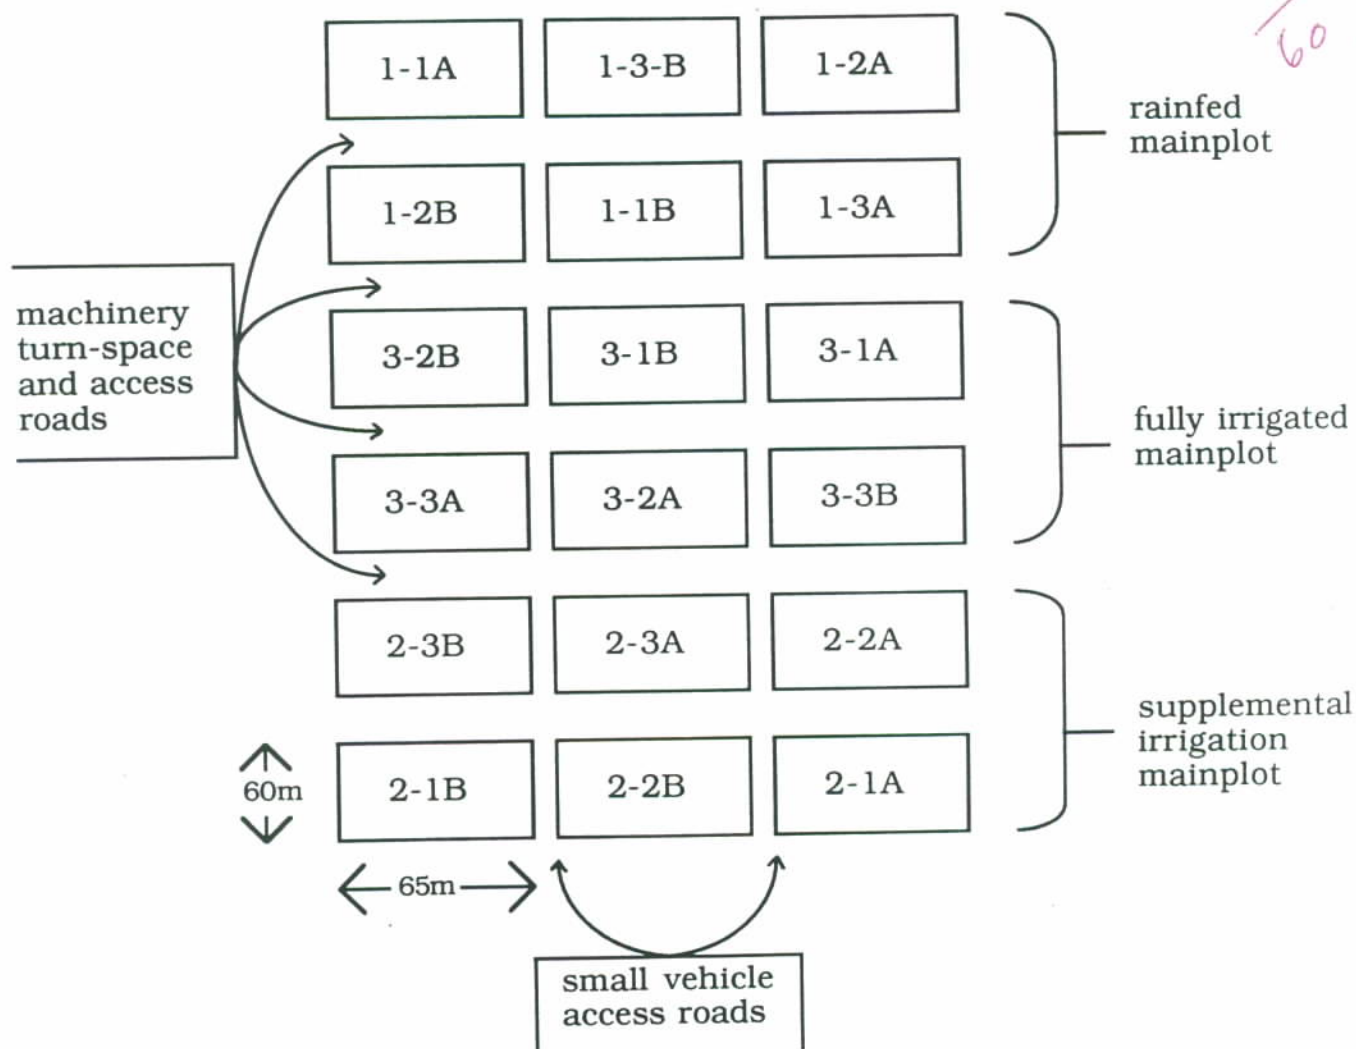 60
1-1A
1-3-B
1-2A
rainfed
mainplot
1-2B
1-1B
1-3A
machinery
turn-space
and access
roads
3-2B
3-1B
3-1A
fully irrigated
mainplot
3-3A
3-2A
3-3B
2-3B
2-3A
2-2A
supplemental
irrigation
mainplot
60m
2-1B
2-2B
2-1A
65m
small vehicle
access roads